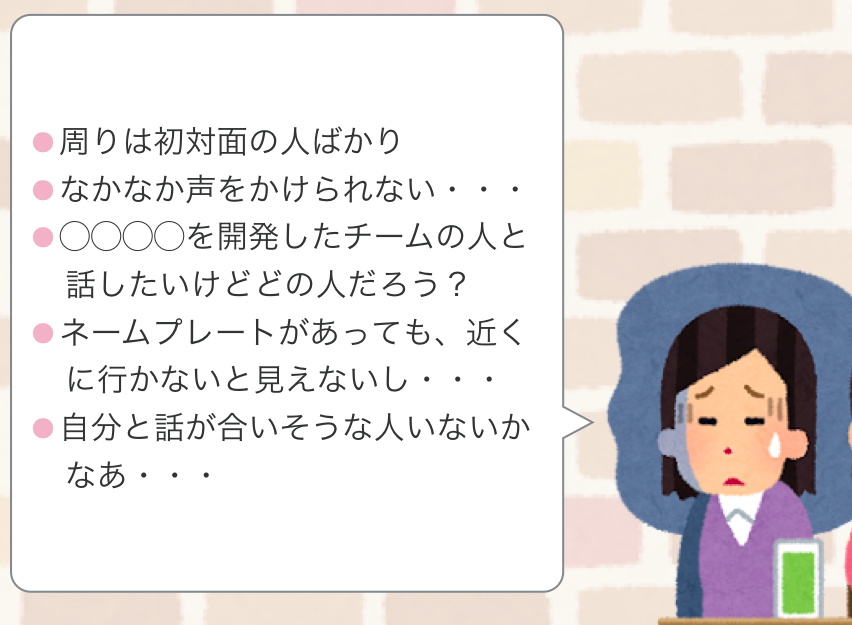 ●周りは初対面の人ばかり
●なかなか声をかけられない・・・
●◯◯◯◯を開発したチームの人と
話したいけどどの人だろう？
●ネームプレートがあっても、近く
に行かないと見えないし・・・
●自分と話が合いそうな人いないか
なあ・・・